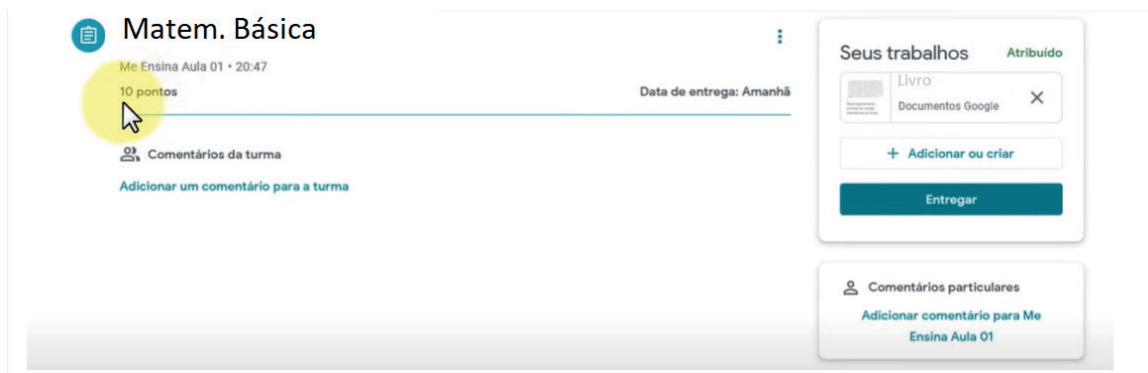 Matem. Básica
Me Ensina Aula 01 • 20:47
10 pontos
Data de entrega: Amanhã
Comentários da turma
Adicionar um comentário para a turma
Seus trabalhos
Atribuído
Livro
Documentos Google
+ Adicionar ou criar
Entregar
Comentários particulares
Adicionar comentário para Me
Ensina Aula 01